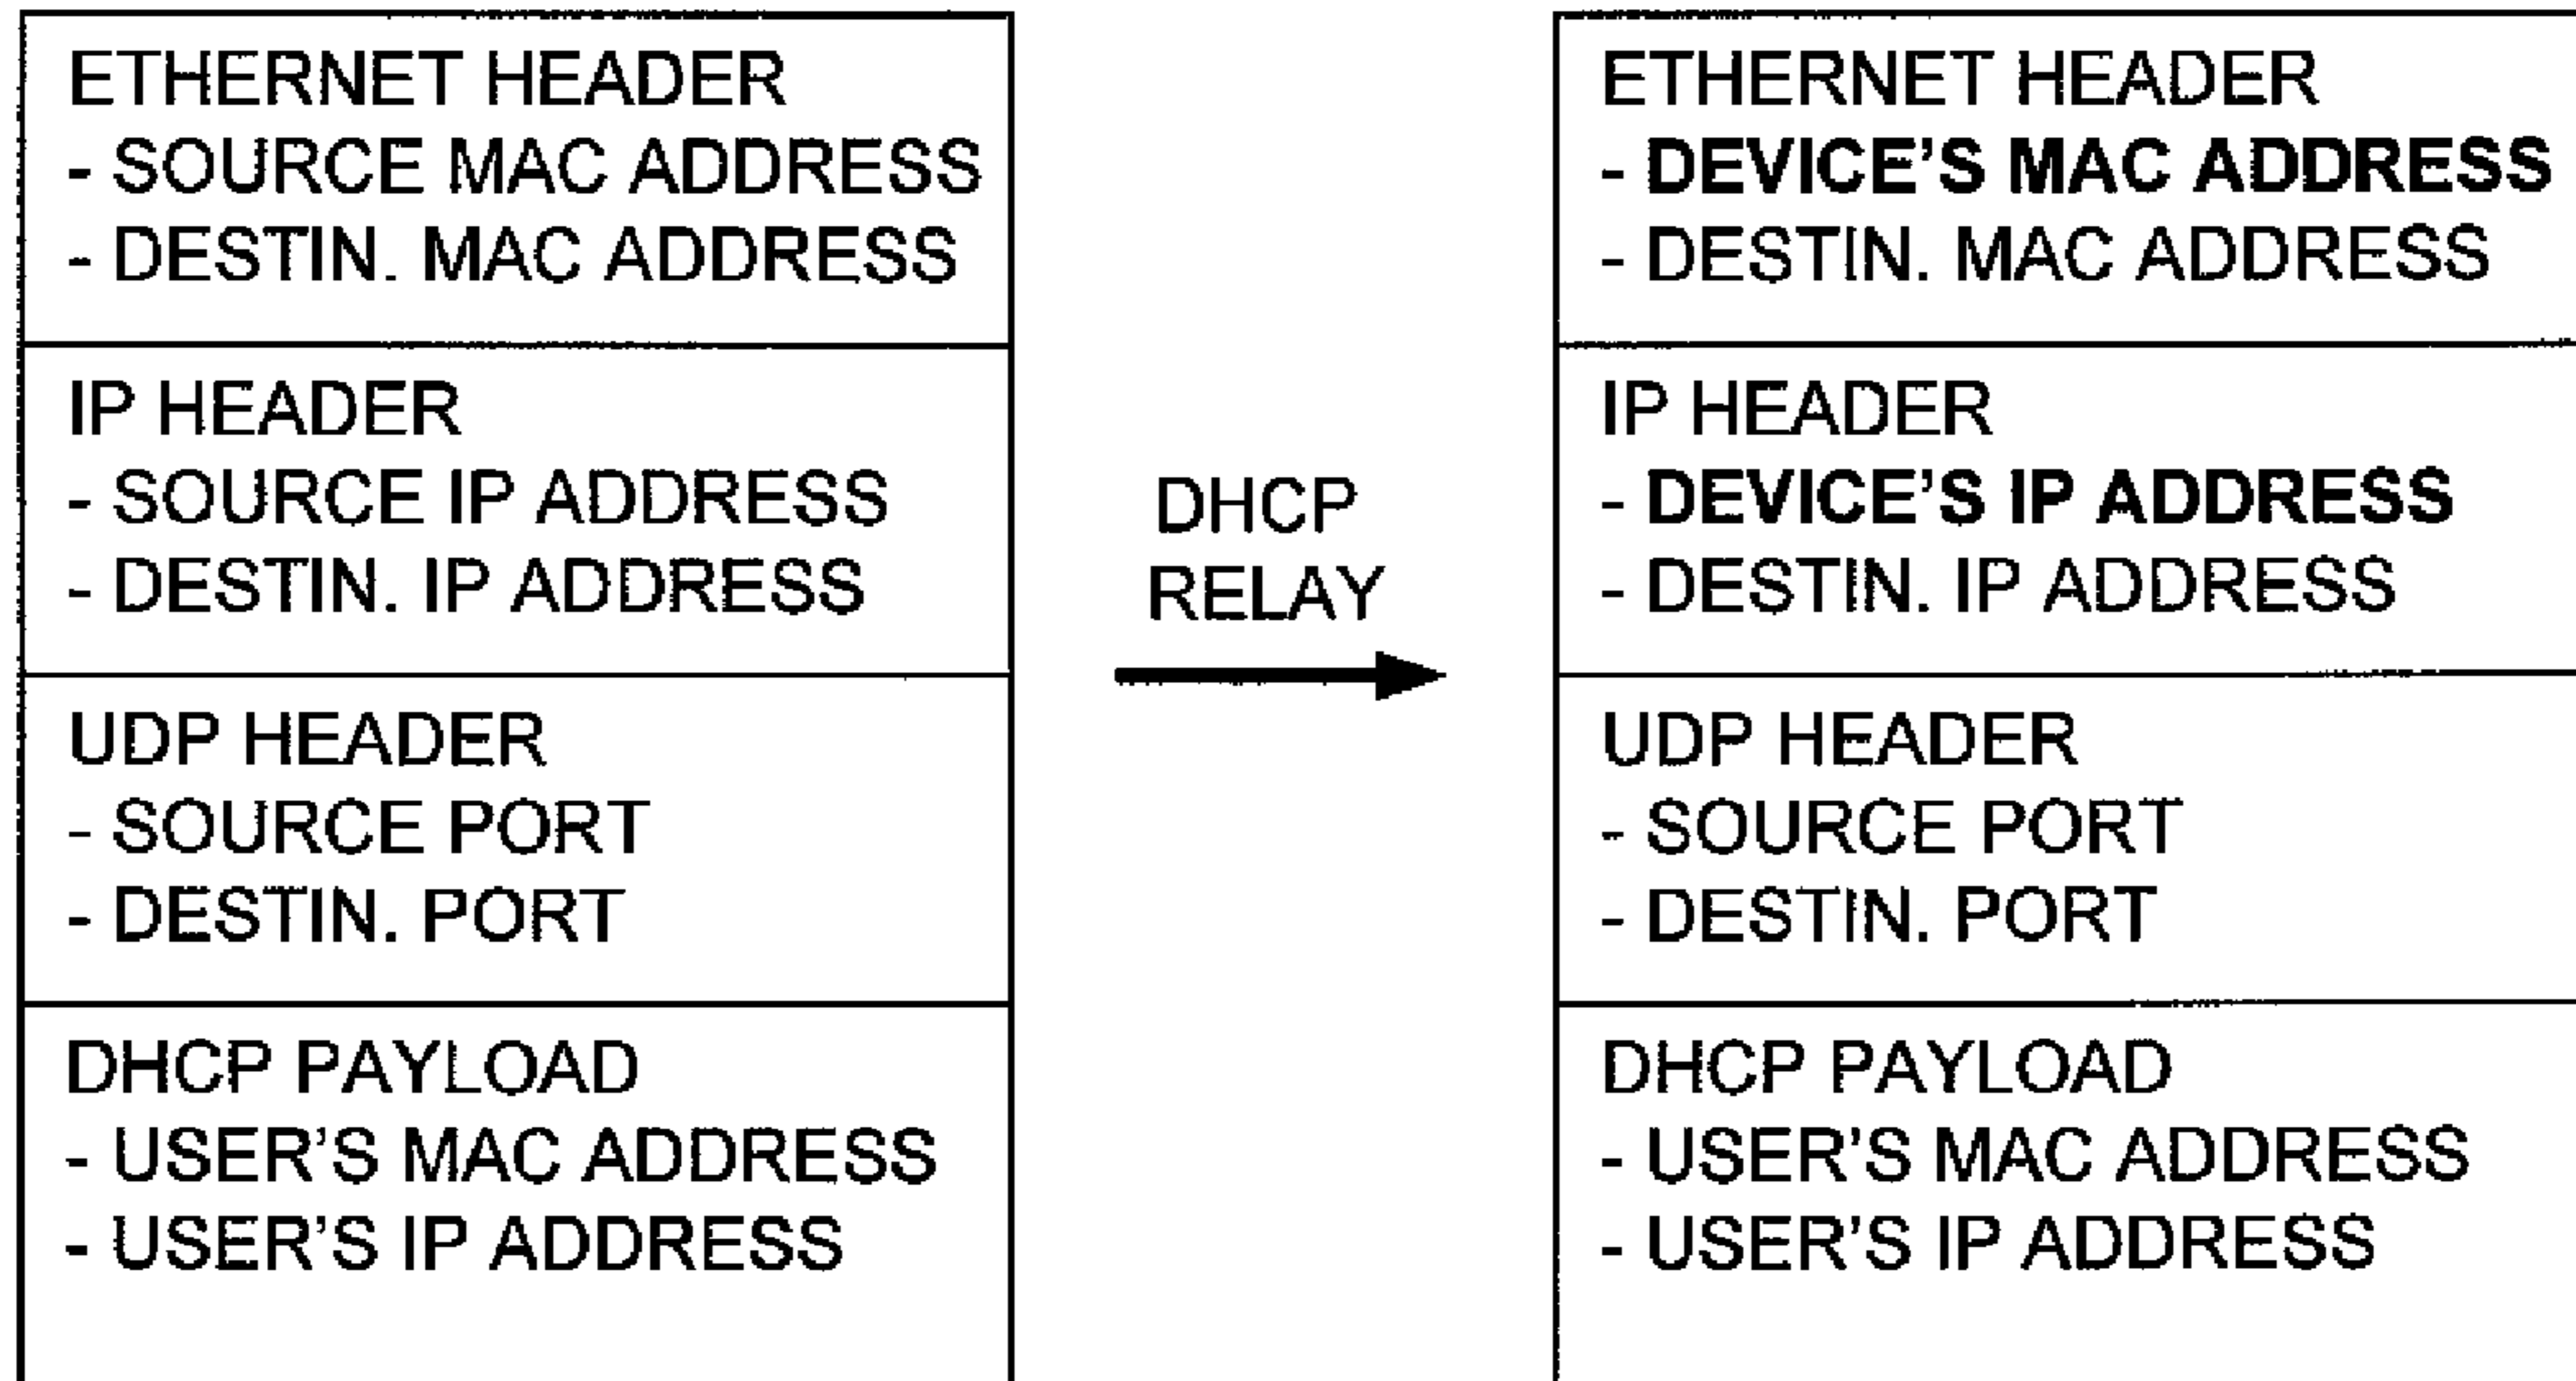 ETHERNET HEADER
- SOURCE MAC ADDRESS
- DESTIN. MAC ADDRESS
IP HEADER
- SOURCE IP ADDRESS
- DESTIN. IP ADDRESS
UDP HEADER
- SOURCE PORT
- DESTIN. PORT
DHCP PAYLOAD
- USER'S MAC ADDRESS
- USER'S IP ADDRESS
DHCP
RELAY
ETHERNET HEADER
- DEVICE'S MAC ADDRESS
- DESTIN. MAC ADDRESS
IP HEADER
- DEVICE'S IP ADDRESS
- DESTIN. IP ADDRESS
UDP HEADER
- SOURCE PORT
- DESTIN. PORT
DHCP PAYLOAD
- USER'S MAC ADDRESS
- USER'S IP ADDRESS